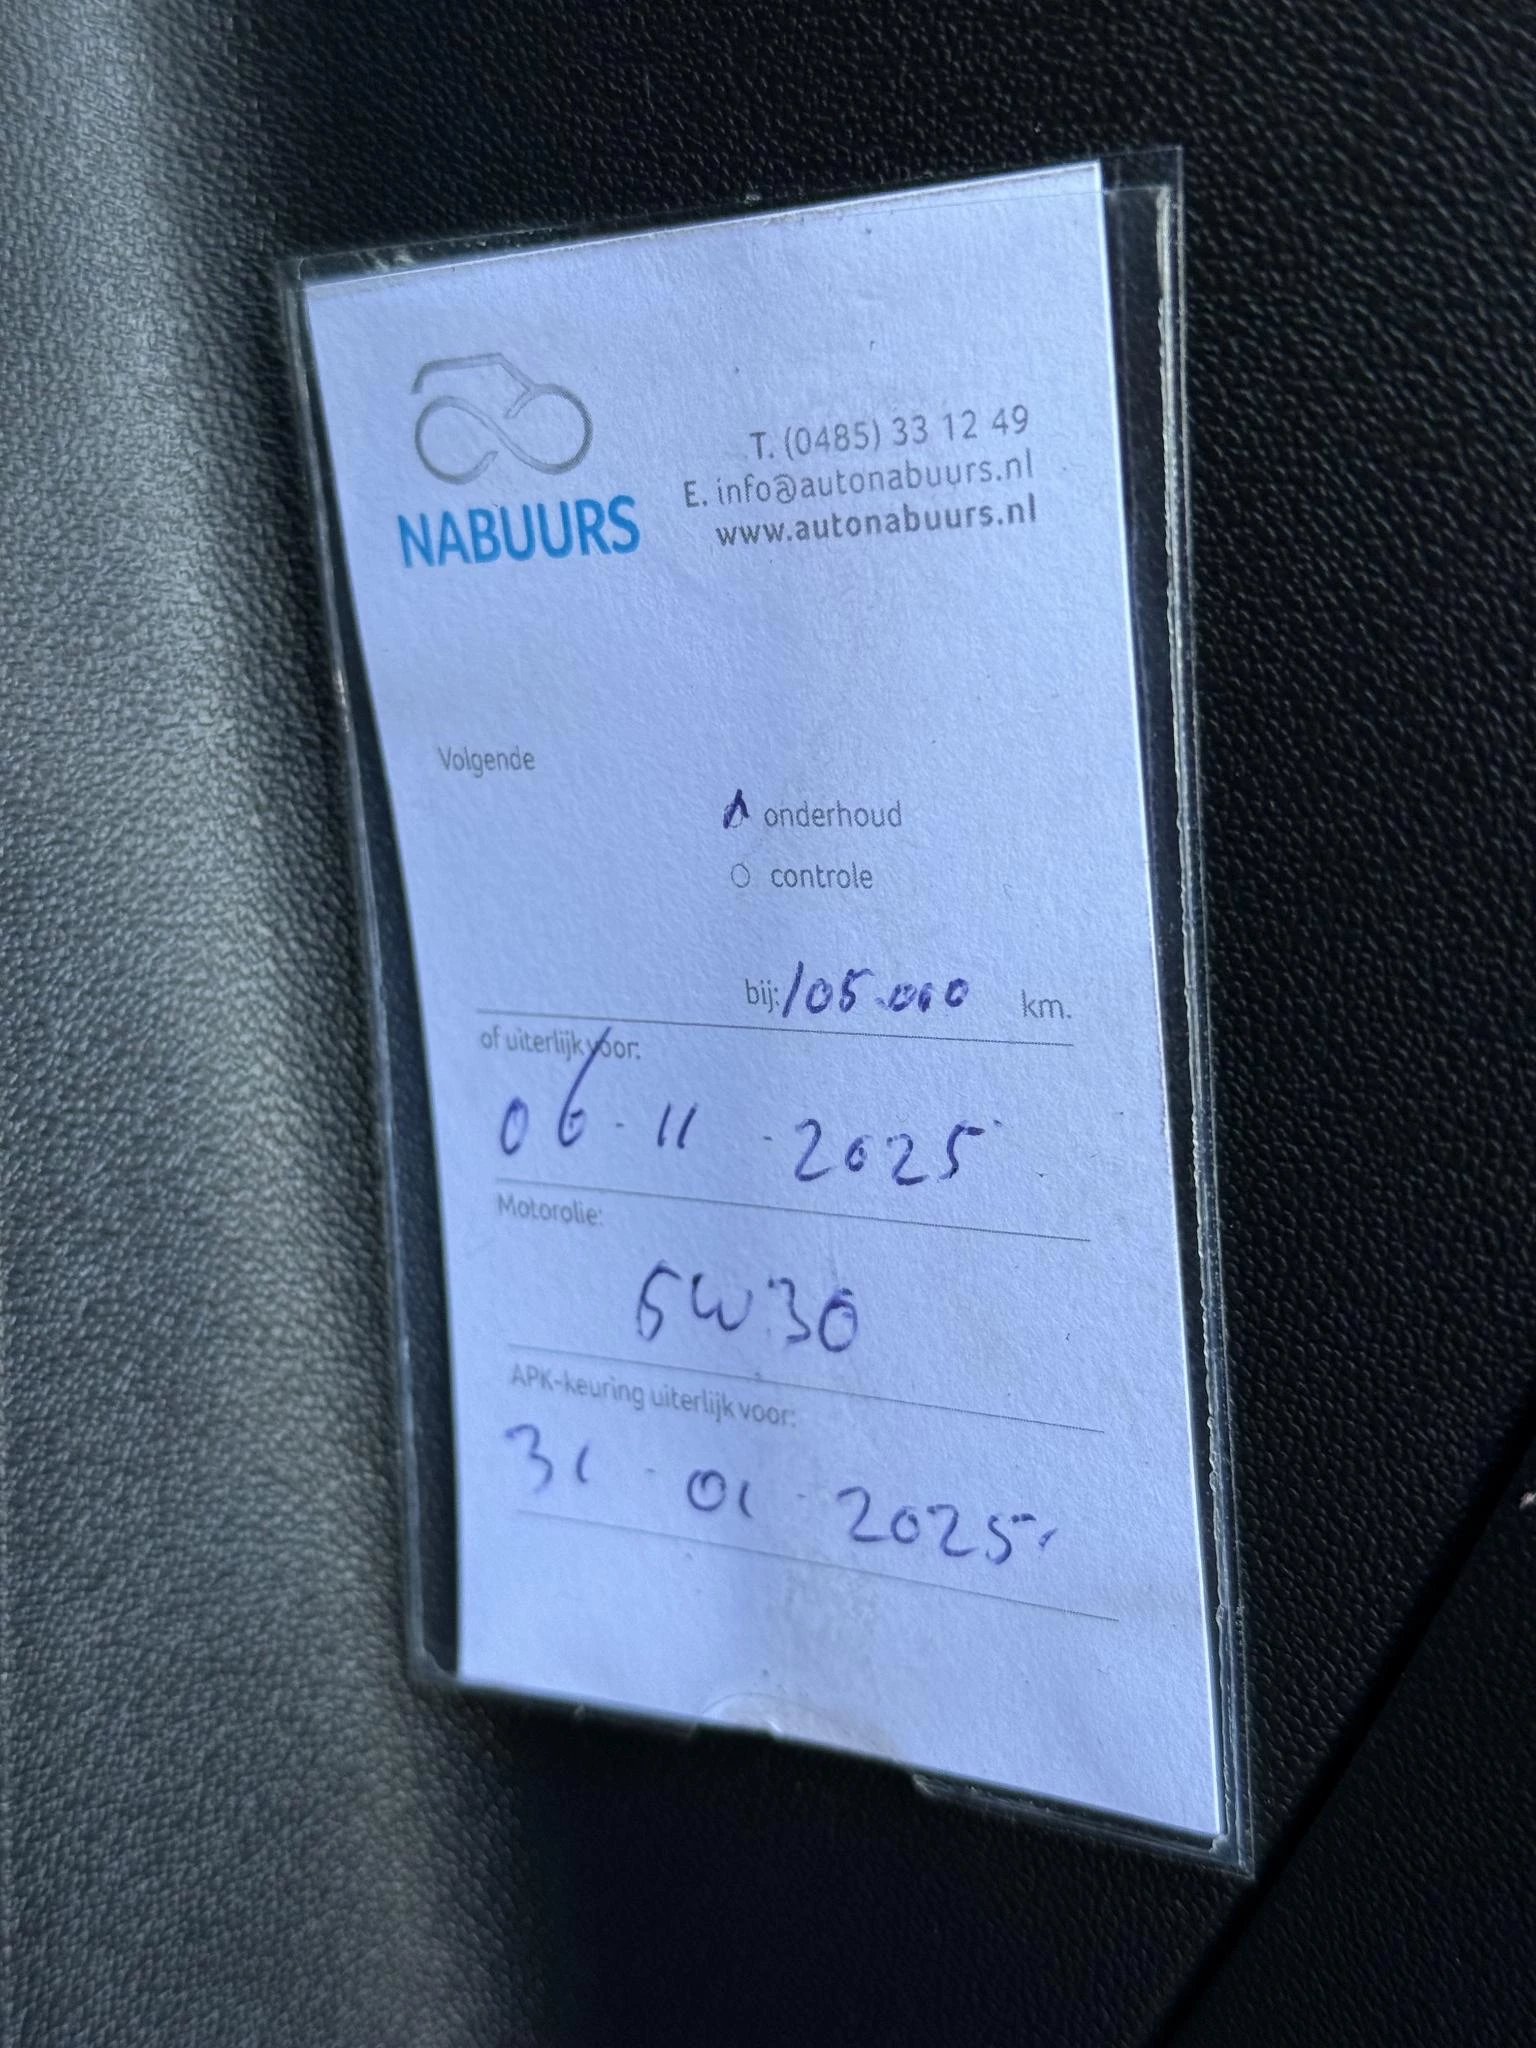 NABUURS
T. (0485) 33 12 49
E. info@autonabuurs.nl
www.autonabuurs.nl
Volgende
onderhoud
controle
bij: 105.000 km.
of uiterlijk voor:
06 - 11 - 2025
Motorolie:
5W30
APK-keuring uiterlijk voor:
31 - 01 - 2025